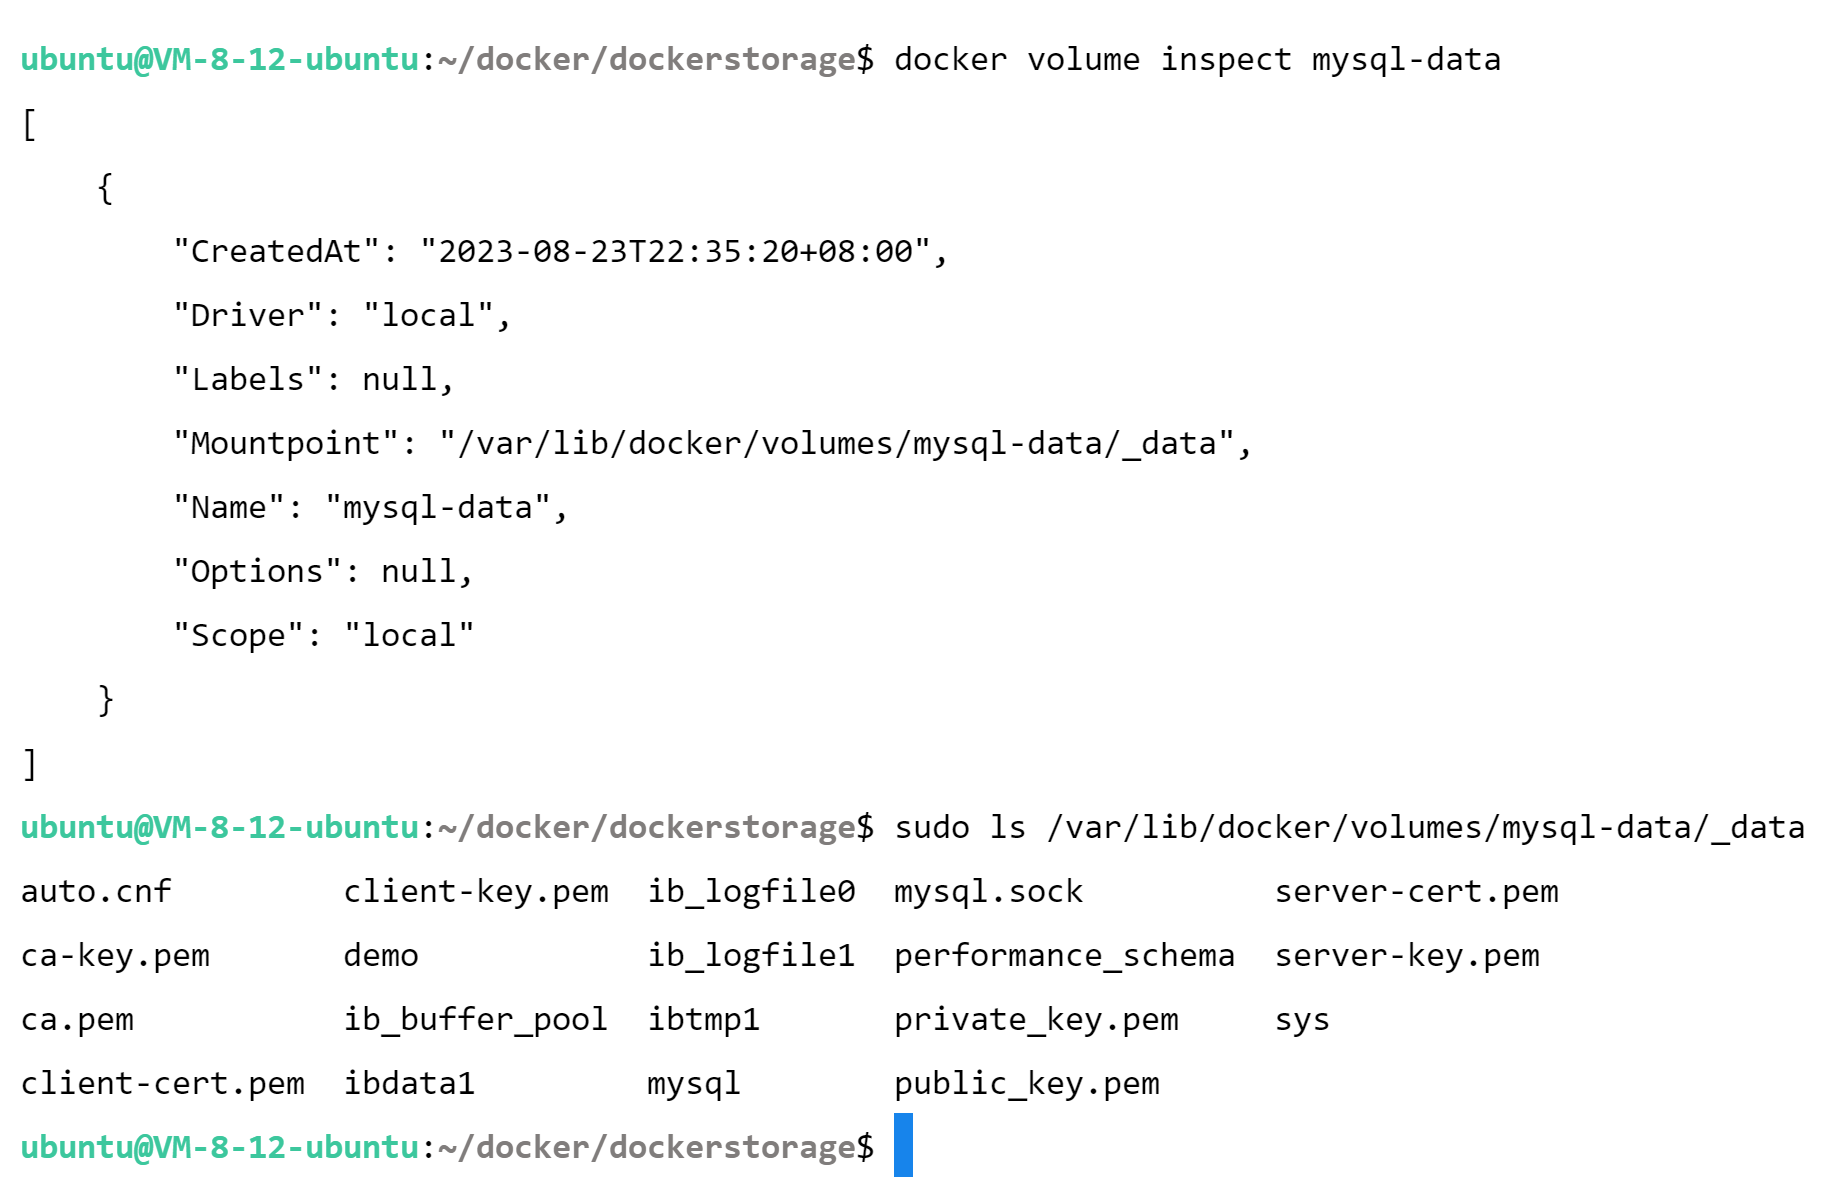 ubuntu@VM-8-12-ubuntu:~/docker/dockerstorage$ docker volume inspect mysql-data
[
    {
        "CreatedAt": "2023-08-23T22:35:20+08:00",
        "Driver": "local",
        "Labels": null,
        "Mountpoint": "/var/lib/docker/volumes/mysql-data/_data",
        "Name": "mysql-data",
        "Options": null,
        "Scope": "local"
    }
]
ubuntu@VM-8-12-ubuntu:~/docker/dockerstorage$ sudo ls /var/lib/docker/volumes/mysql-data/_data
auto.cnf         client-key.pem  ib_logfile0  mysql.sock          server-cert.pem
ca-key.pem       demo            ib_logfile1  performance_schema  server-key.pem
ca.pem           ib_buffer_pool  ibtmp1       private_key.pem     sys
client-cert.pem  ibdata1         mysql        public_key.pem
ubuntu@VM-8-12-ubuntu:~/docker/dockerstorage$